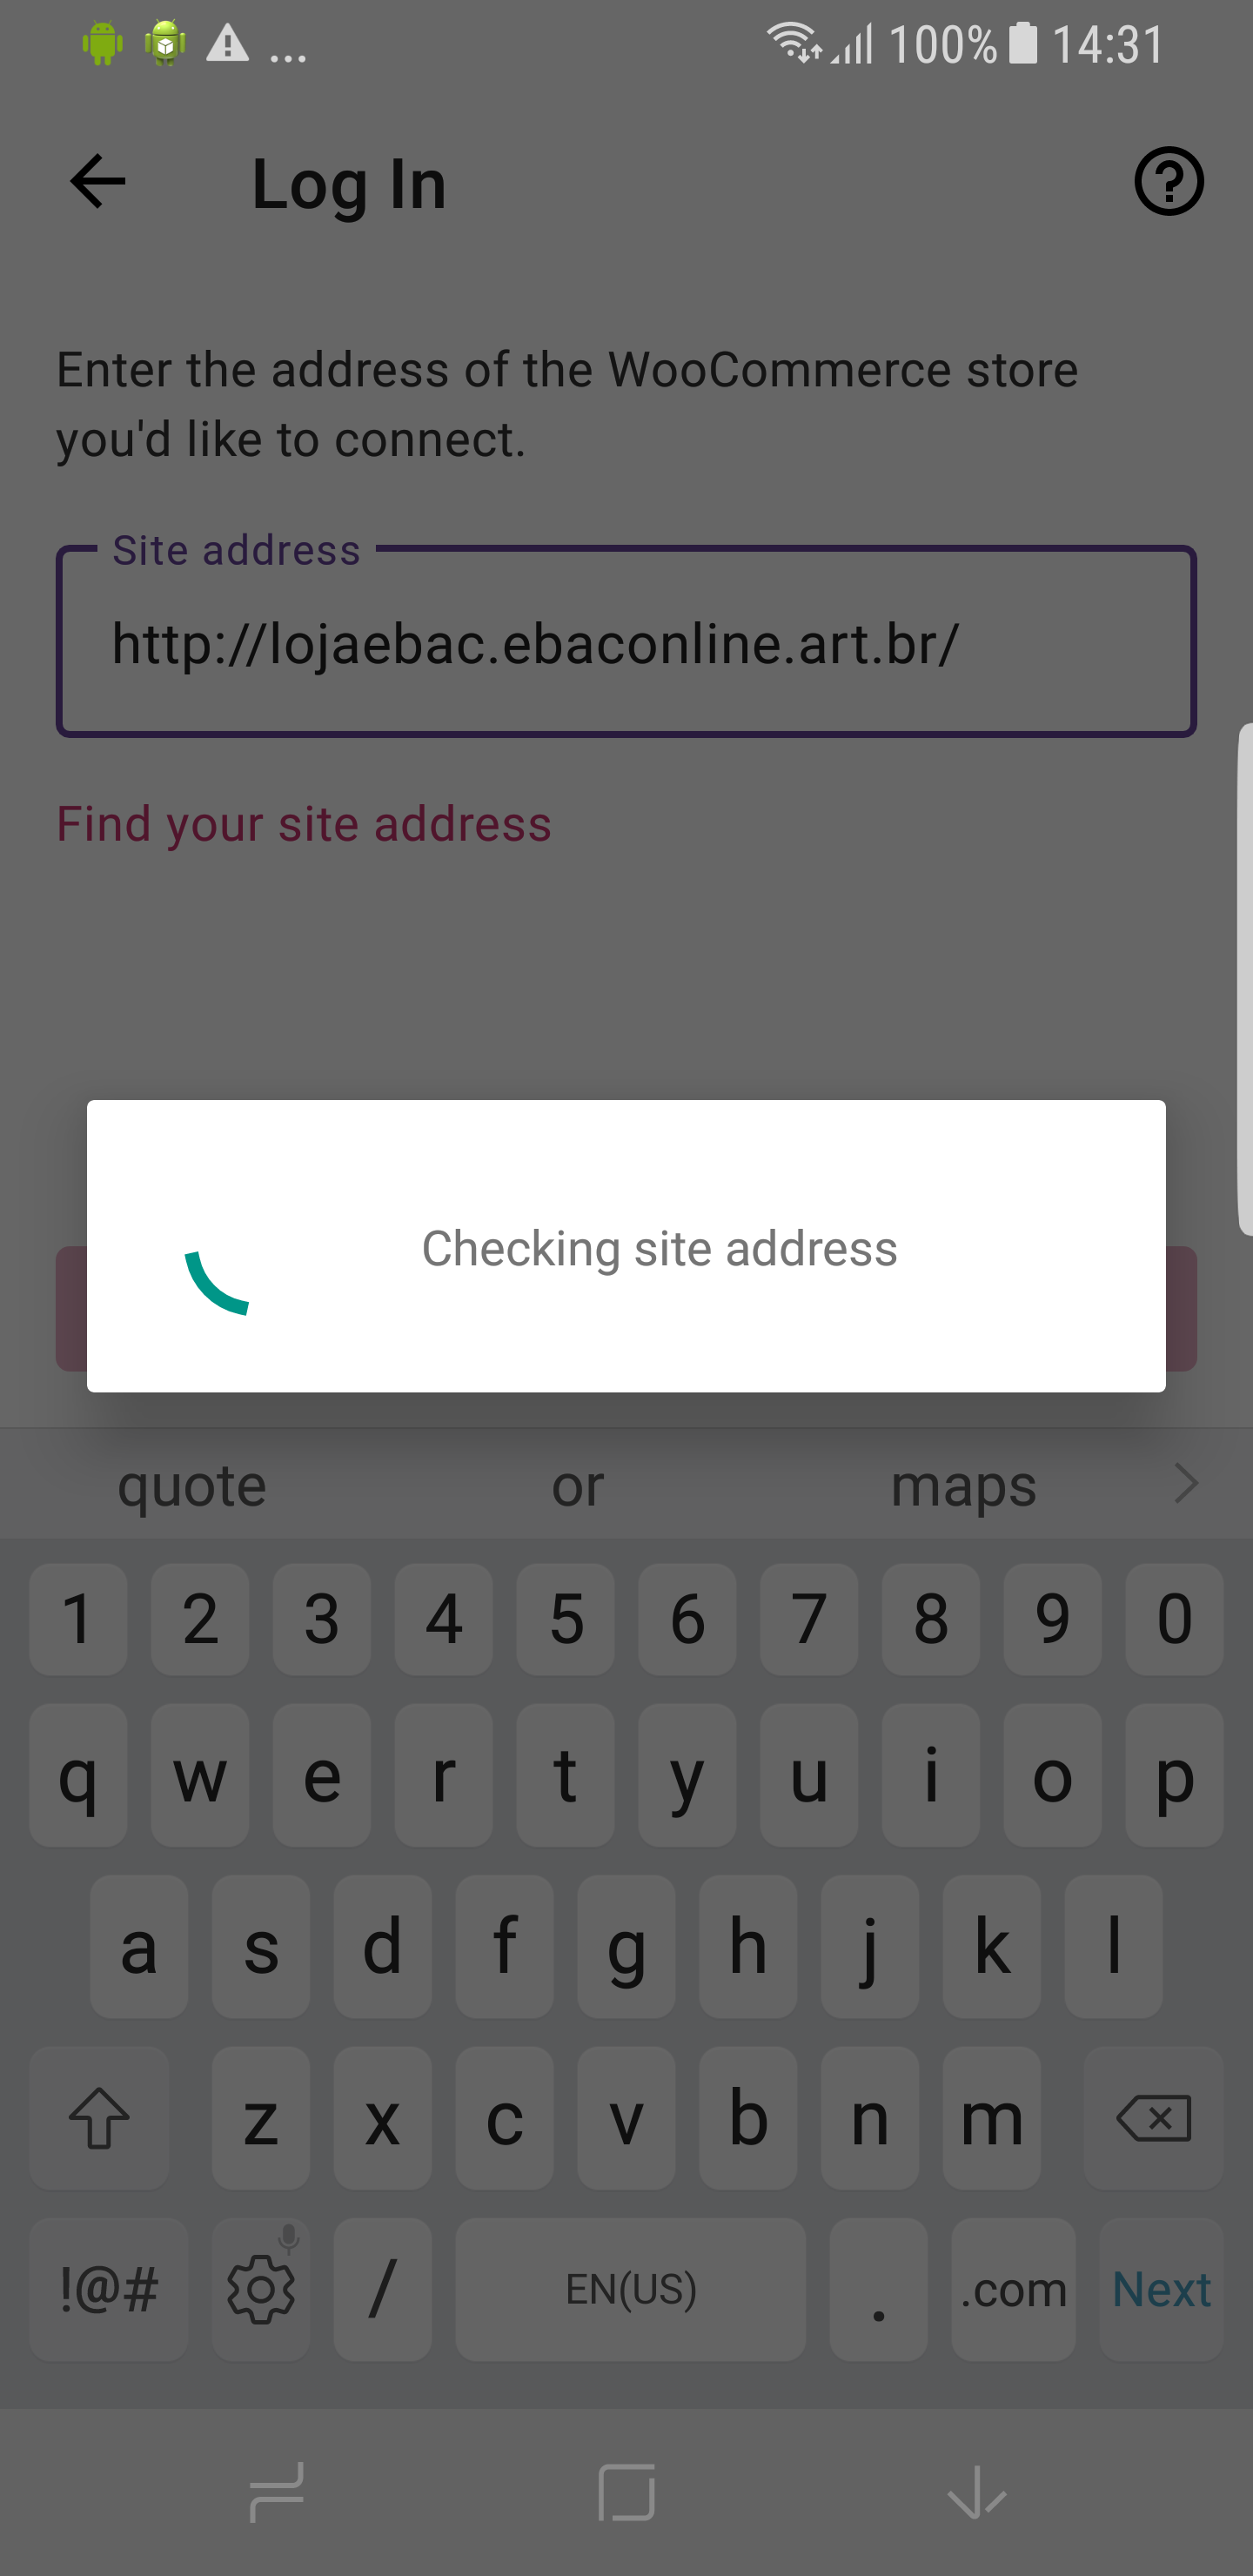 ... 100% 14:31
Log In
Enter the address of the WooCommerce store
you'd like to connect.
Site address
http://lojaebac.ebaconline.art.br/
Find your site address
Checking site address
quote or maps
1 2 3 4 5 6 7 8 9 0
q w e r t y u i o p
a s d f g h j k l
z x c v b n m
!@# / EN(US) . .com Next